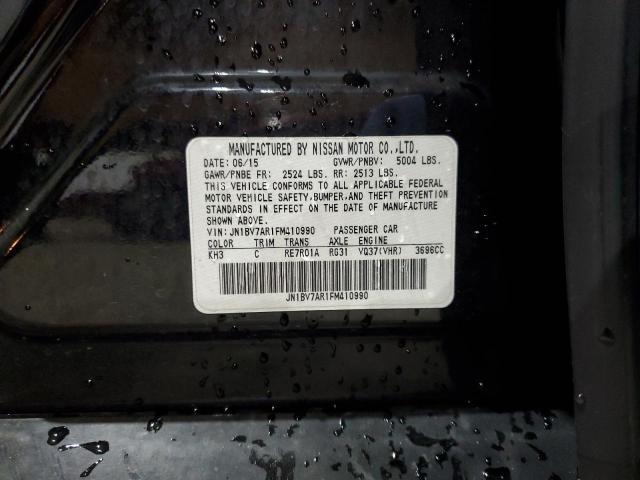 MANUFACTURED BY NISSAN MOTOR CO.,LTD.
DATE: 06/15 GVWR/PNBV: 5004 LBS.
GAWR/PNBE FR: 2524 LBS. RR: 2513 LBS.
THIS VEHICLE CONFORMS TO ALL APPLICABLE FEDERAL
MOTOR VEHICLE SAFETY,BUMPER,AND THEFT PREVENTION
STANDARDS IN EFFECT ON THE DATE OF MANUFACTURE
SHOWN ABOVE.
VIN: JN1BV7AR1FM410990 PASSENGER CAR
COLOR TRIM TRANS AXLE ENGINE
KH3 C RE7R01A RG31 VQ37(VHR) 3696CC
JN1BV7AR1FM410990